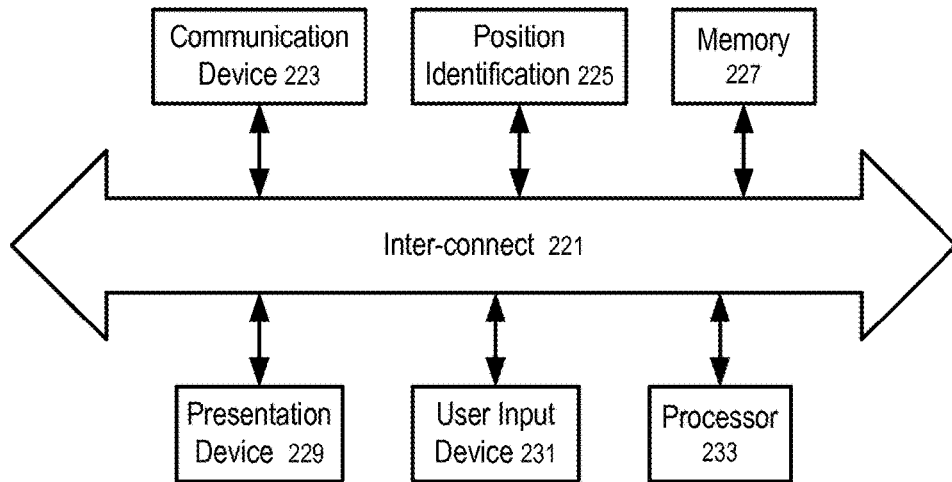 Communication
Device 223
Position
Identification 225
Memory
227
Inter-connect 221
Presentation
Device 229
User Input
Device 231
Processor
233